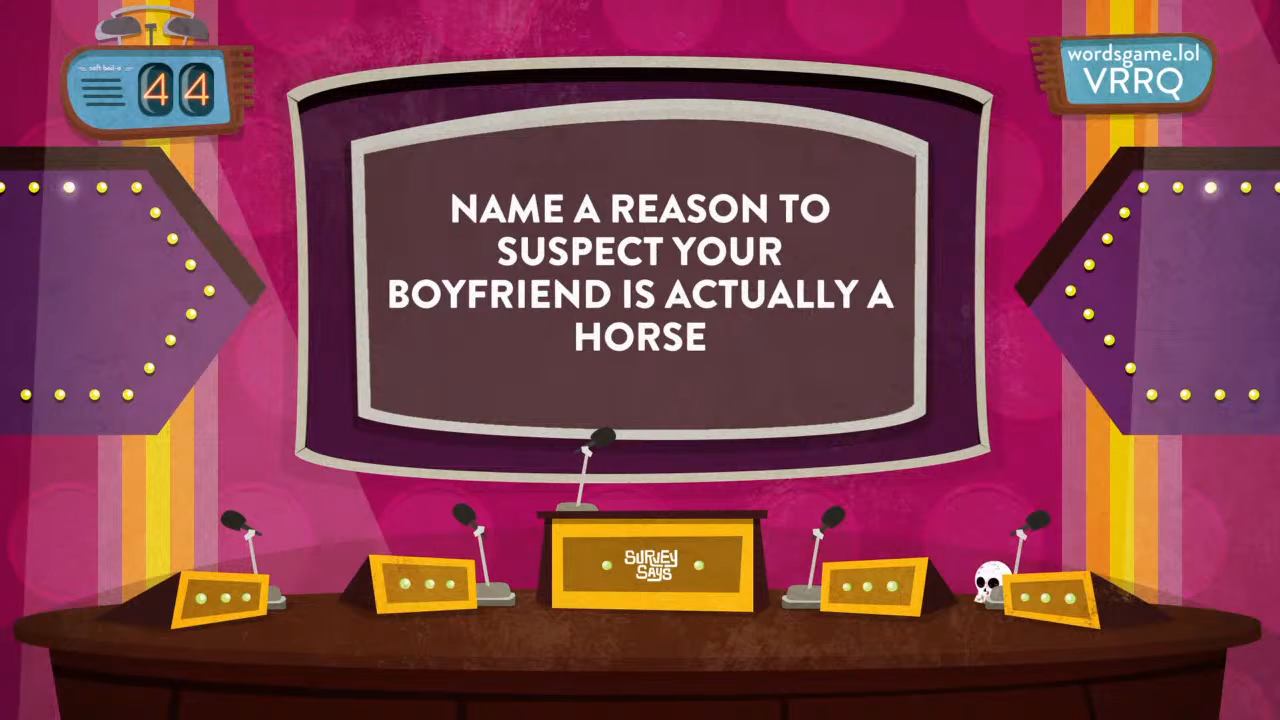 44
wordsgame.lol
VRRQ
NAME A REASON TO
SUSPECT YOUR
BOYFRIEND IS ACTUALLY A
HORSE
SURVEY
SAYS